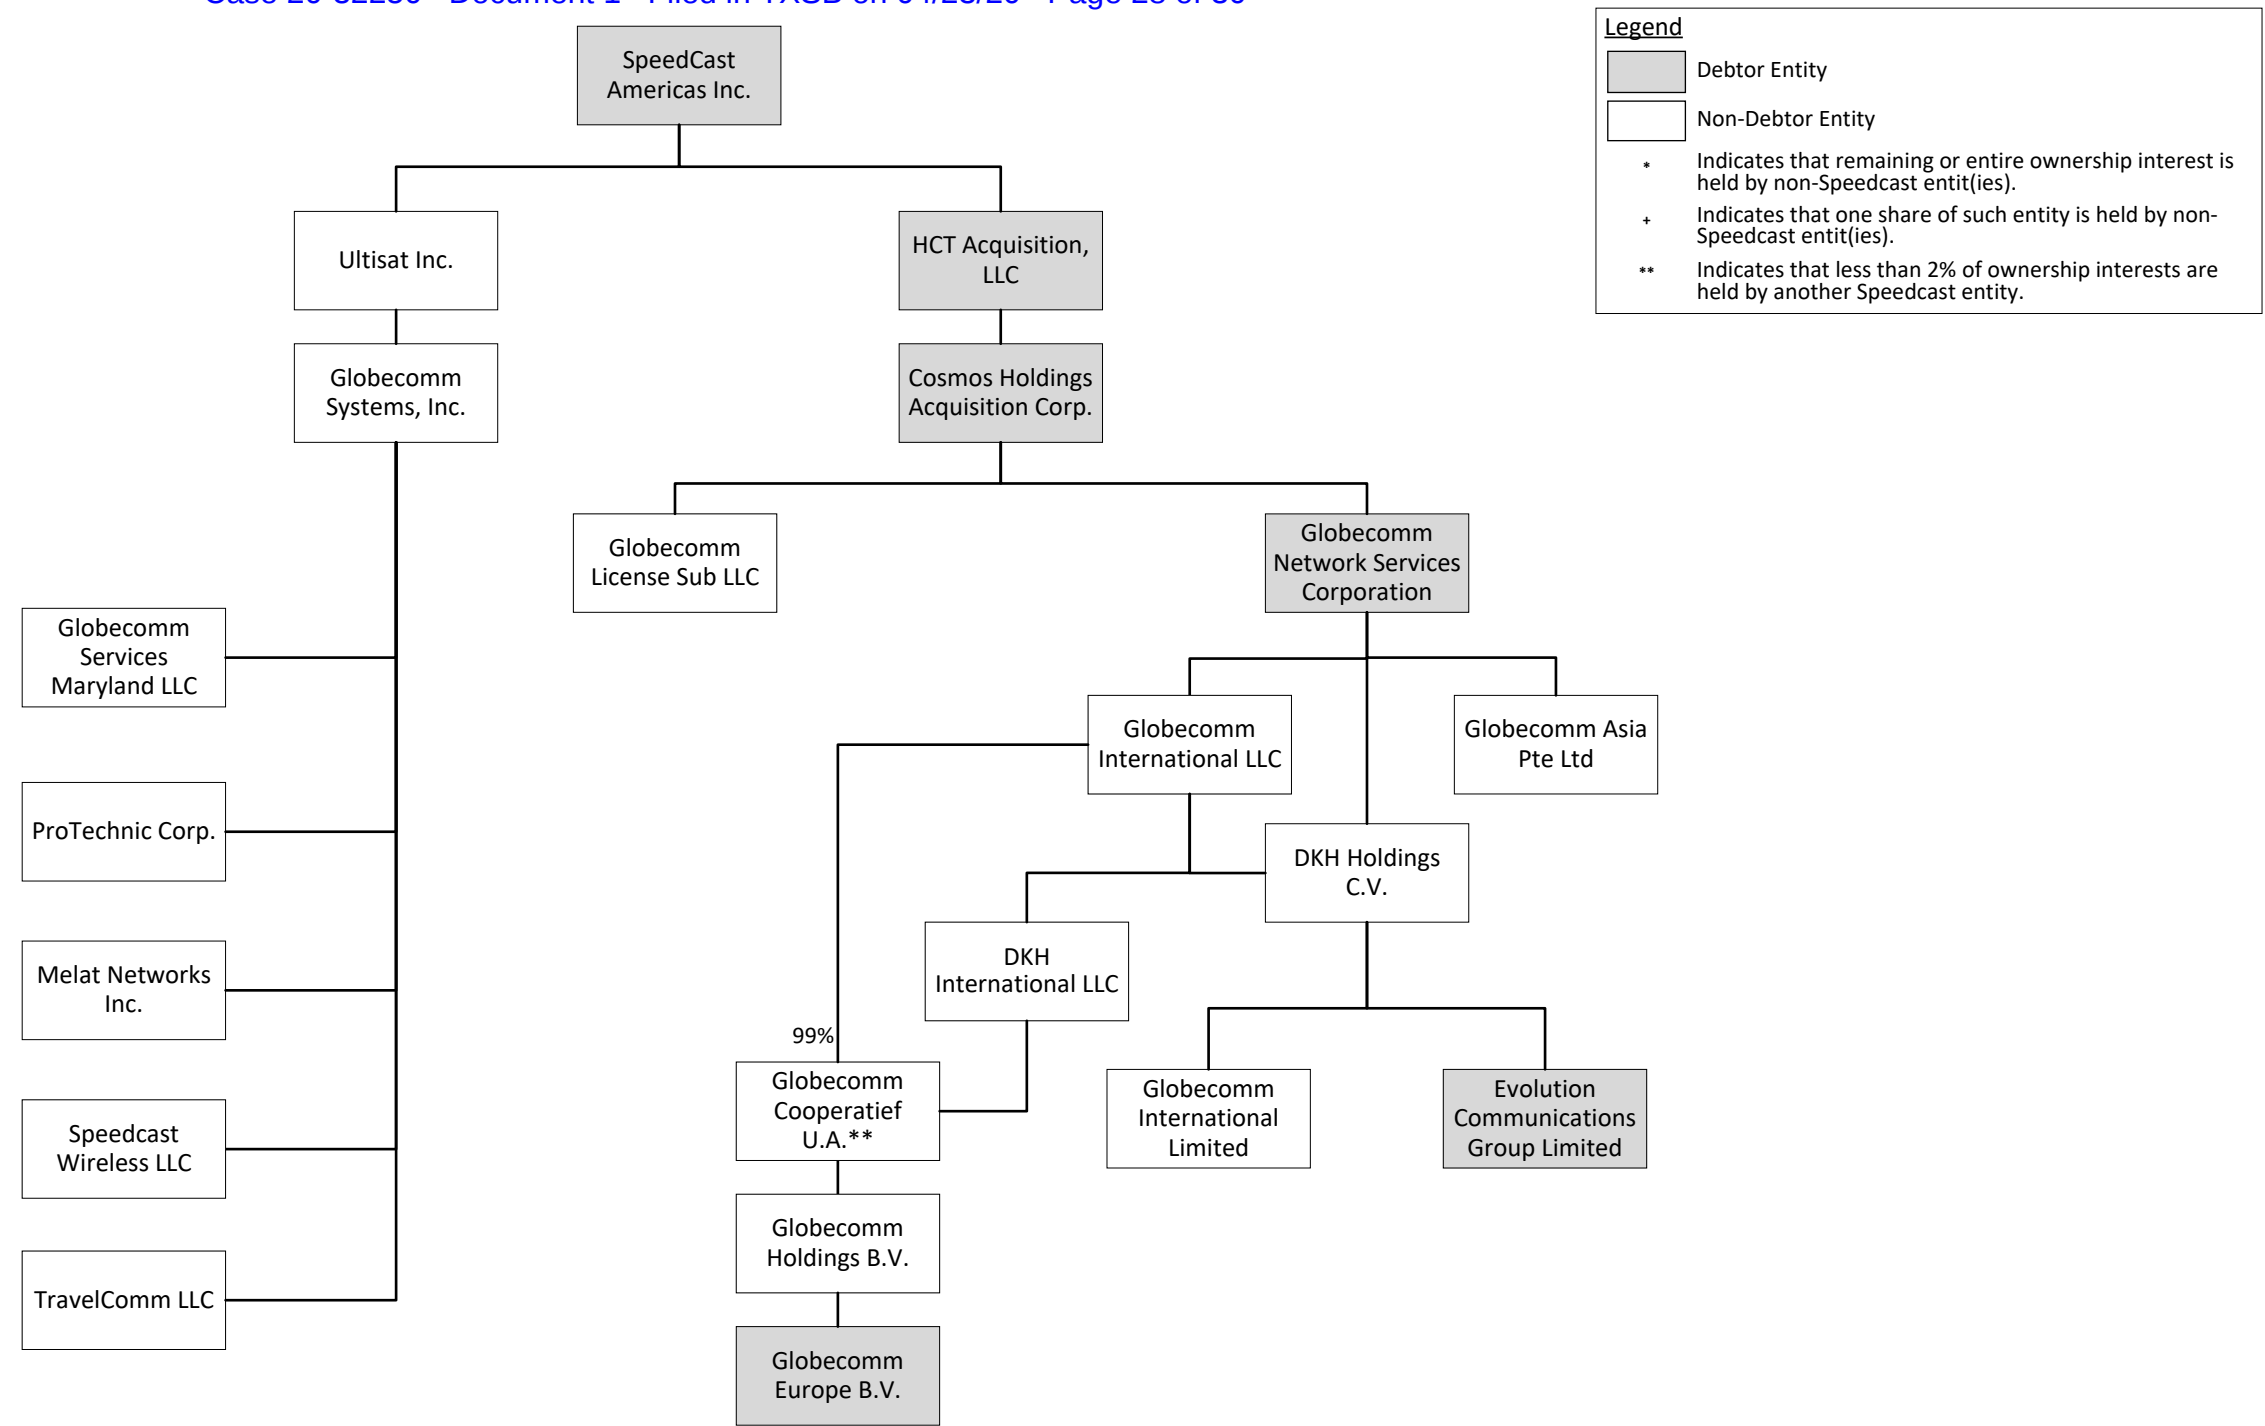 SpeedCast
Americas Inc.
Legend
Debtor Entity
Non-Debtor Entity
* Indicates that remaining or entire ownership interest is
held by non-Speedcast entit(ies).
+ Indicates that one share of such entity is held by non-
Speedcast entit(ies).
** Indicates that less than 2% of ownership interests are
held by another Speedcast entity.
Ultisat Inc.
HCT Acquisition,
LLC
Globecomm
Systems, Inc.
Cosmos Holdings
Acquisition Corp.
Globecomm
License Sub LLC
Globecomm
Network Services
Corporation
Globecomm
Services
Maryland LLC
Globecomm
International LLC
Globecomm Asia
Pte Ltd
ProTechnic Corp.
DKH Holdings
C.V.
Melat Networks
Inc.
DKH
International LLC
99%
Globecomm
Cooperatief
U.A.**
Globecomm
International
Limited
Evolution
Communications
Group Limited
Speedcast
Wireless LLC
Globecomm
Holdings B.V.
TravelComm LLC
Globecomm
Europe B.V.